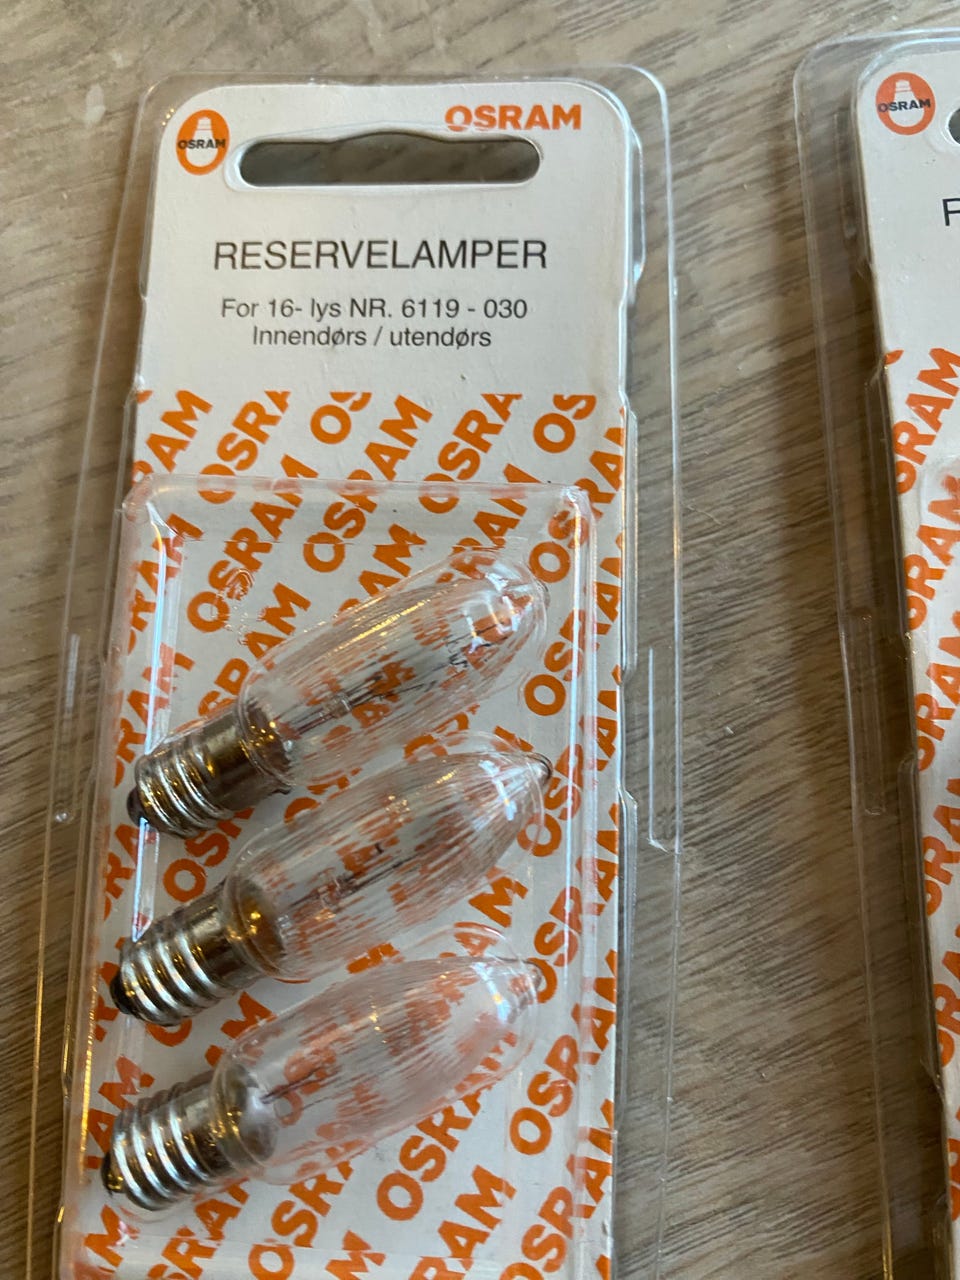 OSRAM
OSRAM
RESERVELAMPER
For 16- lys NR. 6119 - 030
Innendørs / utendørs
OSRAM